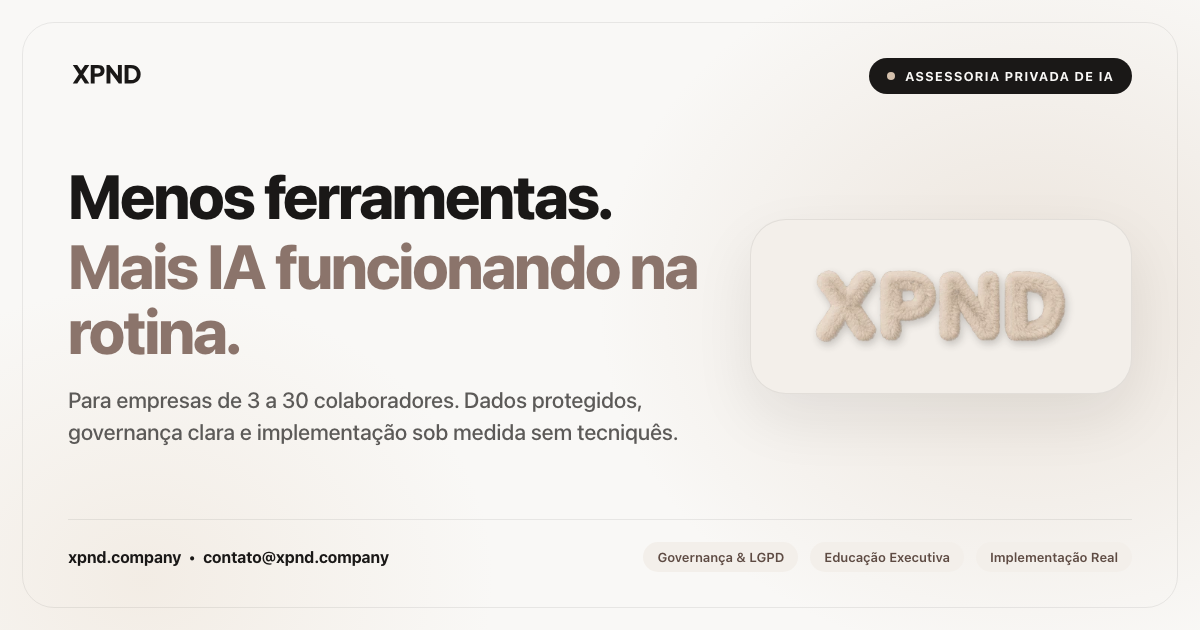 XPND
ASSESSORIA PRIVADA DE IA
Menos ferramentas.
Mais IA funcionando na
rotina.
XPND
Para empresas de 3 a 30 colaboradores. Dados protegidos,
governança clara e implementação sob medida sem tecniquês.
xpnd.company • contato@xpnd.company
Governança & LGPD
Educação Executiva
Implementação Real